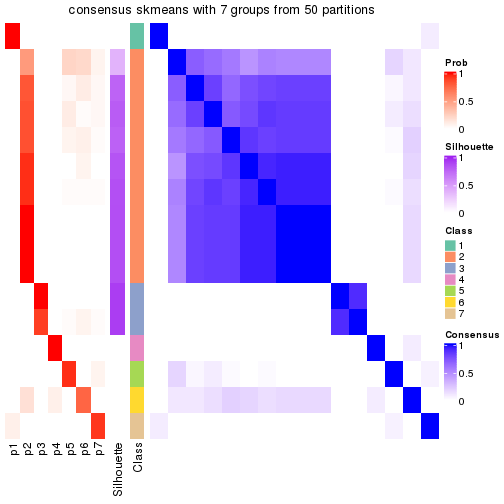 consensus skmeans with 7 groups from 50 partitions
Prob
1
0.5
0
Silhouette
1
0.5
0
Class
1
2
3
4
5
6
7
Consensus
1
0.5
0
p1
p2
p3
p4
p5
p6
p7
Silhouette
Class